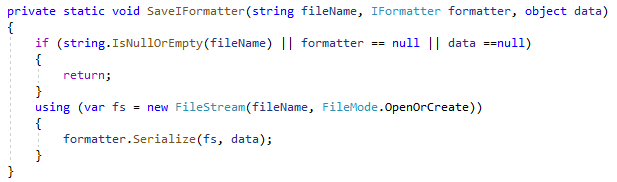 private static void SaveIFormatter(string fileName, IFormatter formatter, object data)
{
    if (string.IsNullOrEmpty(fileName) || formatter == null || data ==null)
    {
        return;
    }
    using (var fs = new FileStream(fileName, FileMode.OpenOrCreate))
    {
        formatter.Serialize(fs, data);
    }
}